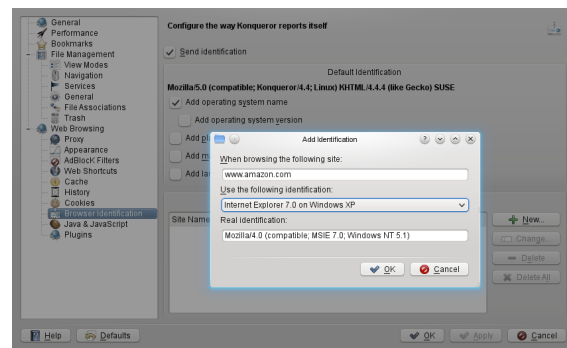 General
Performance
Bookmarks
File Management
View Modes
Navigation
Services
General
File Associations
Trash
Web Browsing
Proxy
Appearance
AdBlocK Filters
Web Shortcuts
Cache
History
Cookies
Browser Identification
Java & JavaScript
Plugins
Configure the way Konqueror reports itself
Send identification
Default Identification
Mozilla/5.0 (compatible; Konqueror/4.4; Linux) KHTML/4.4.4 (like Gecko) SUSE
Add operating system name
Add operating system version
Add pl
Add m
Add la
Site Name
Add Identification
When browsing the following site:
www.amazon.com
Use the following identification:
Internet Explorer 7.0 on Windows XP
Real identification:
Mozilla/4.0 (compatible; MSIE 7.0; Windows NT 5.1)
OK Cancel
New...
Change...
Delete
Delete All
Help Defaults OK Apply Cancel